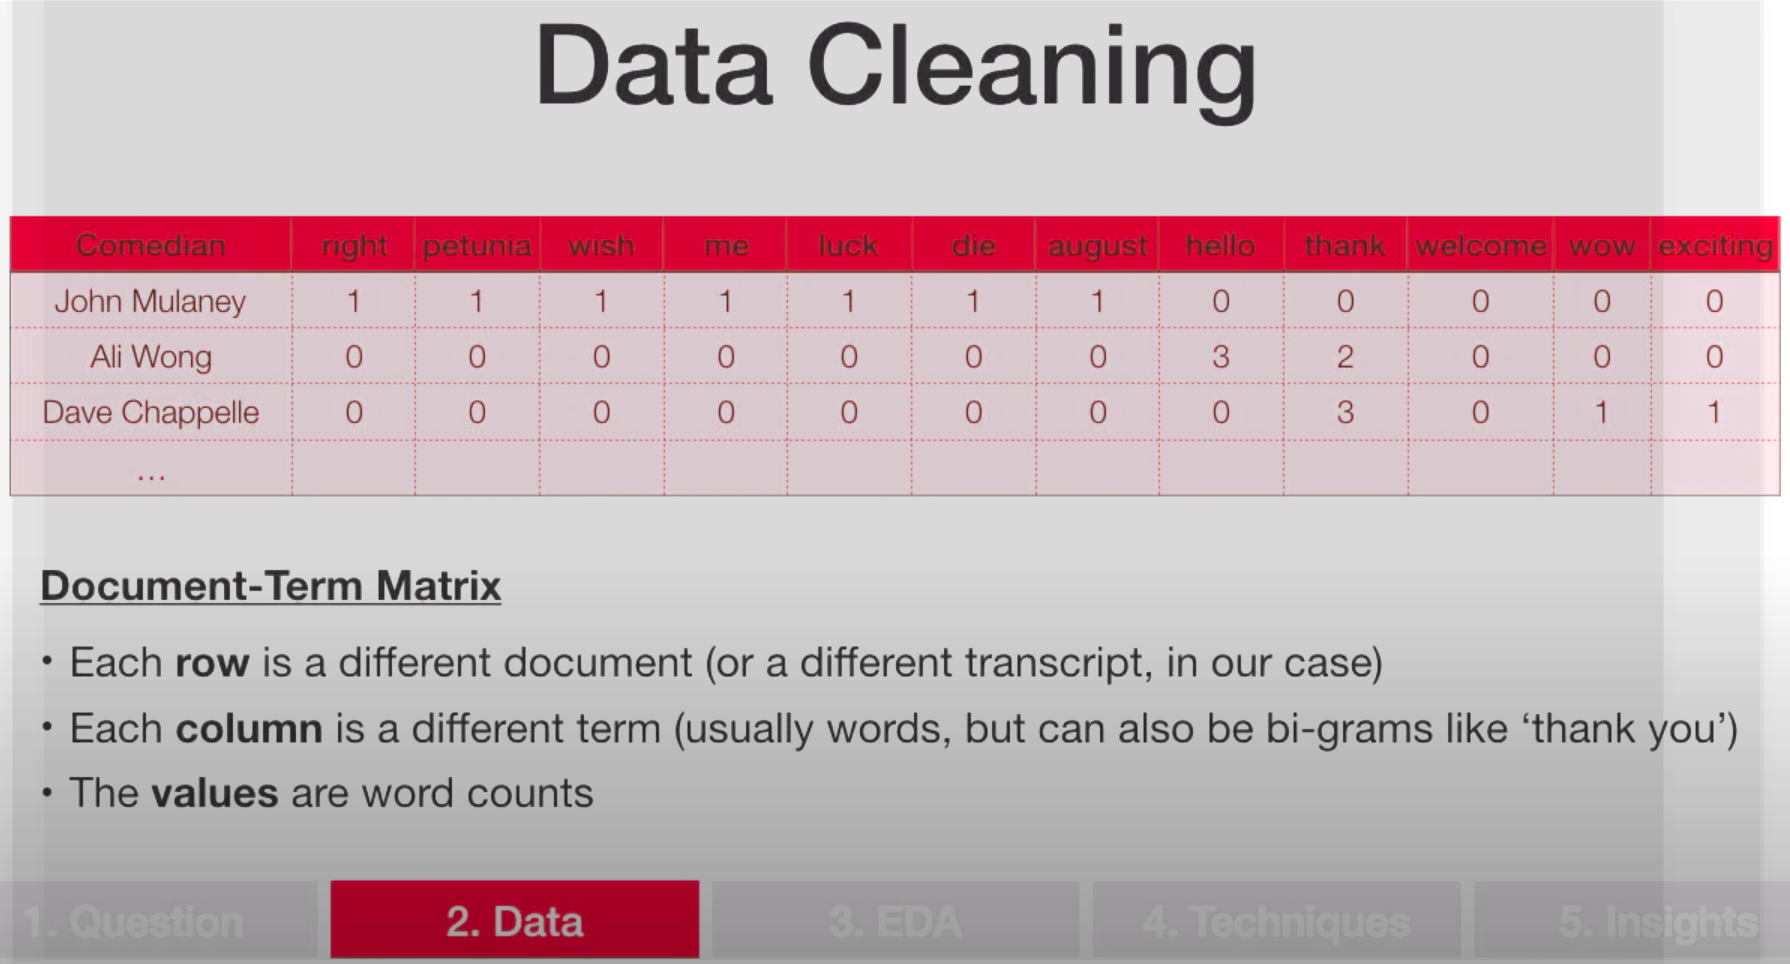 Data Cleaning
Comedian right petunia wish me luck die august hello thank welcome wow exciting
John Mulaney 1 1 1 1 1 1 1 0 0 0 0 0
Ali Wong 0 0 0 0 0 0 0 3 2 0 0 0
Dave Chappelle 0 0 0 0 0 0 0 0 3 0 1 1
...
Document-Term Matrix
• Each row is a different document (or a different transcript, in our case)
• Each column is a different term (usually words, but can also be bi-grams like ‘thank you’)
• The values are word counts
1. Question 2. Data 3. EDA 4. Techniques 5. Insights